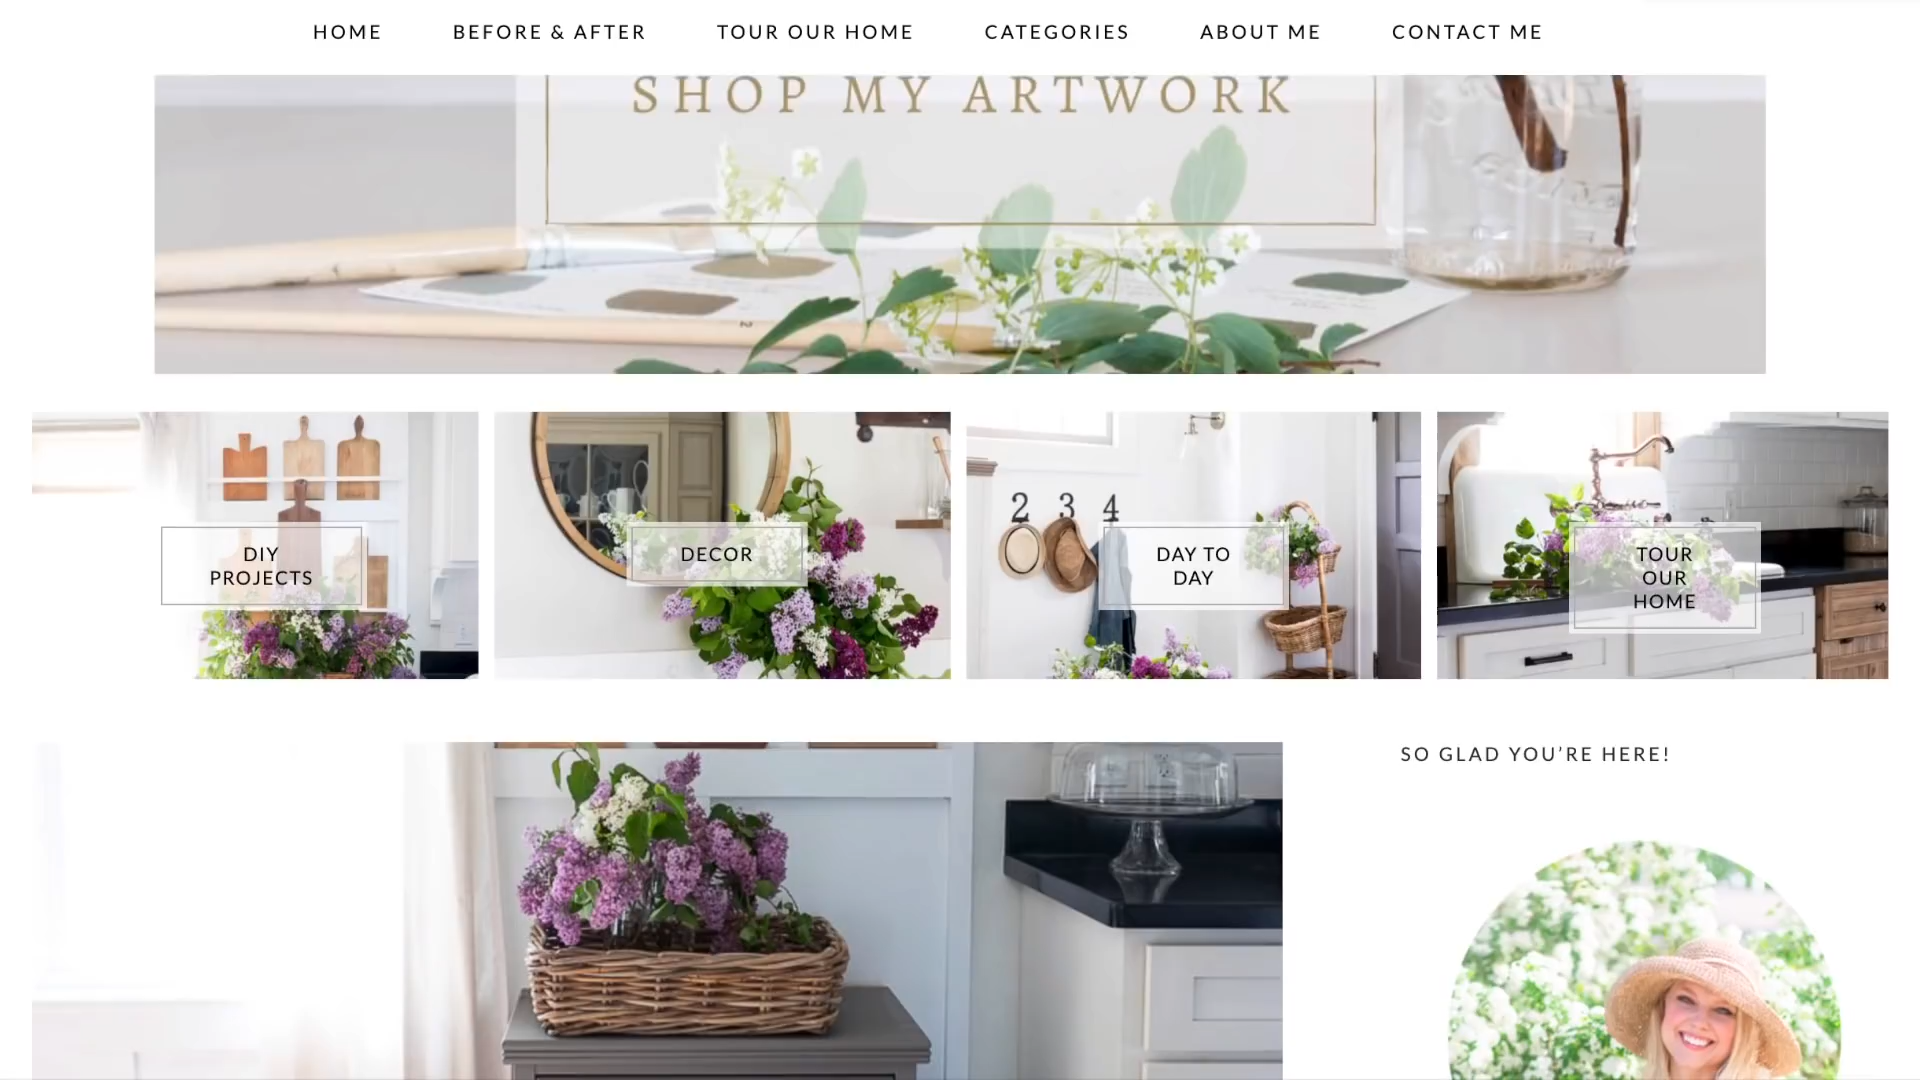 HOME BEFORE & AFTER TOUR OUR HOME CATEGORIES ABOUT ME CONTACT ME
SHOP MY ARTWORK
2 3 4
DIY
PROJECTS
DECOR
DAY TO
DAY
TOUR
OUR
HOME
SO GLAD YOU’RE HERE!